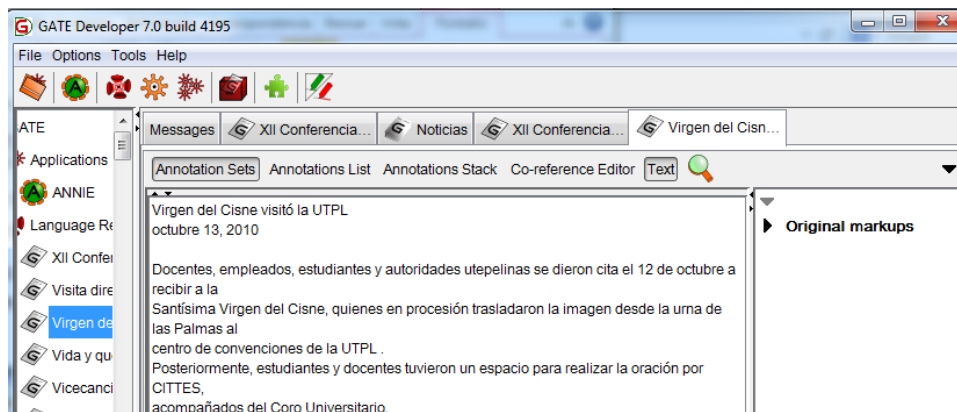 GATE Developer 7.0 build 4195
File Options Tools Help
ATE
Applications
ANNIE
Language Re
XII Confer
Visita dire
Virgen de
Vida y qu
Vicecanci
Messages XII Conferencia... Noticias XII Conferencia... Virgen del Cisn...
Annotation Sets Annotations List Annotations Stack Co-reference Editor Text
Virgen del Cisne visitó la UTPL
octubre 13, 2010
Docentes, empleados, estudiantes y autoridades utepelinas se dieron cita el 12 de octubre a
recibir a la
Santísima Virgen del Cisne, quienes en procesión trasladaron la imagen desde la urna de
las Palmas al
centro de convenciones de la UTPL .
Posteriormente, estudiantes y docentes tuvieron un espacio para realizar la oración por
CITTES,
acompañados del Coro Universitario.
Original markups